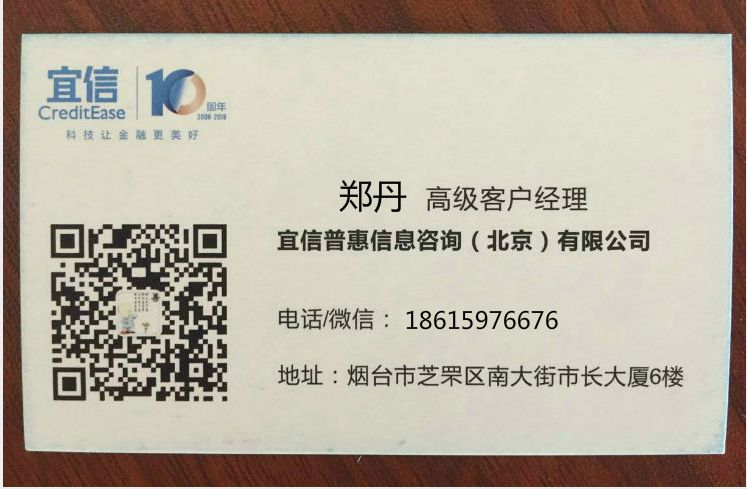 宜信
CreditEase
10
周年
2006-2016
科技让金融更美好
郑丹 高级客户经理
宜信普惠信息咨询（北京）有限公司
电话/微信： 18615976676
地址：烟台市芝罘区南大街市长大厦6楼